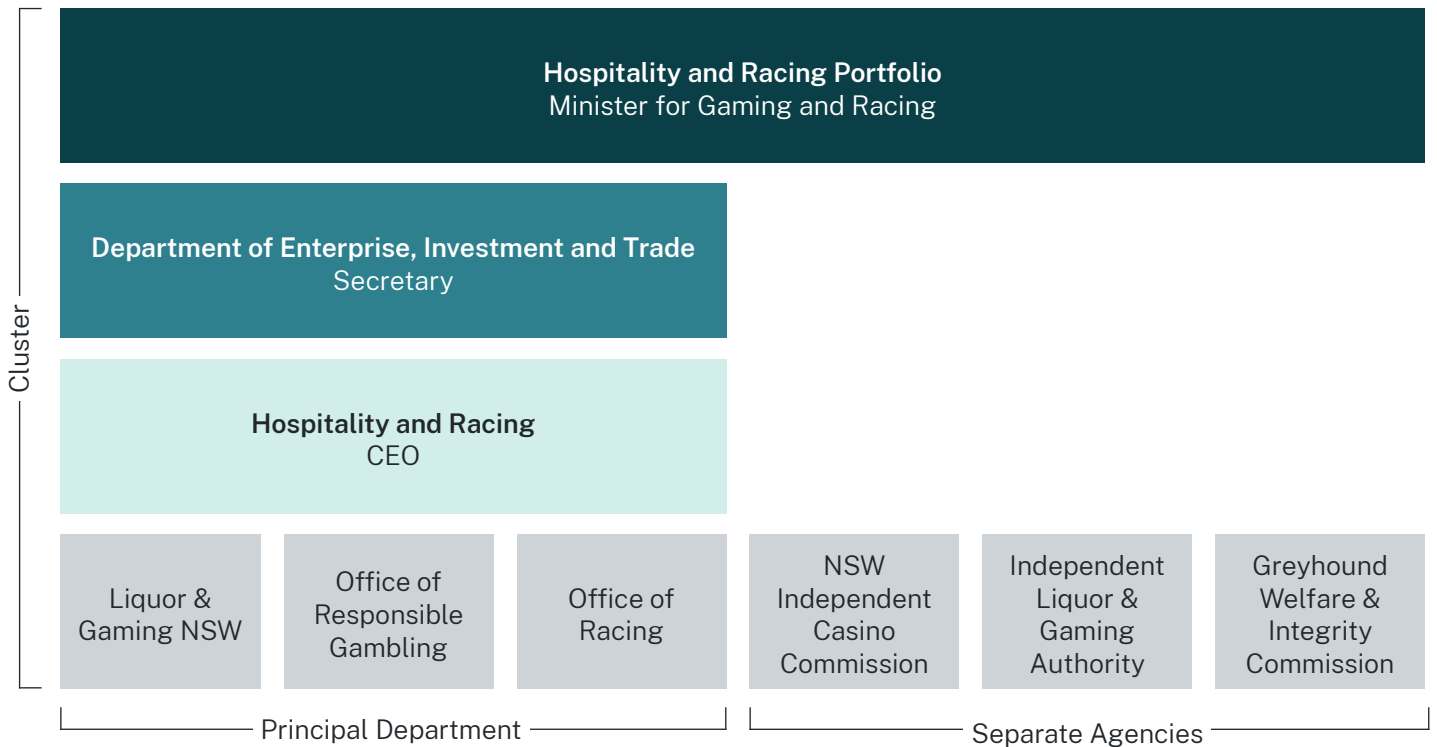 Hospitality and Racing Portfolio
Minister for Gaming and Racing
Department of Enterprise, Investment and Trade
Secretary
Hospitality and Racing
CEO
Cluster
Liquor &
Gaming NSW
Office of
Responsible
Gambling
Office of
Racing
NSW
Independent
Casino
Commission
Independent
Liquor &
Gaming
Authority
Greyhound
Welfare &
Integrity
Commission
Principal Department
Separate Agencies